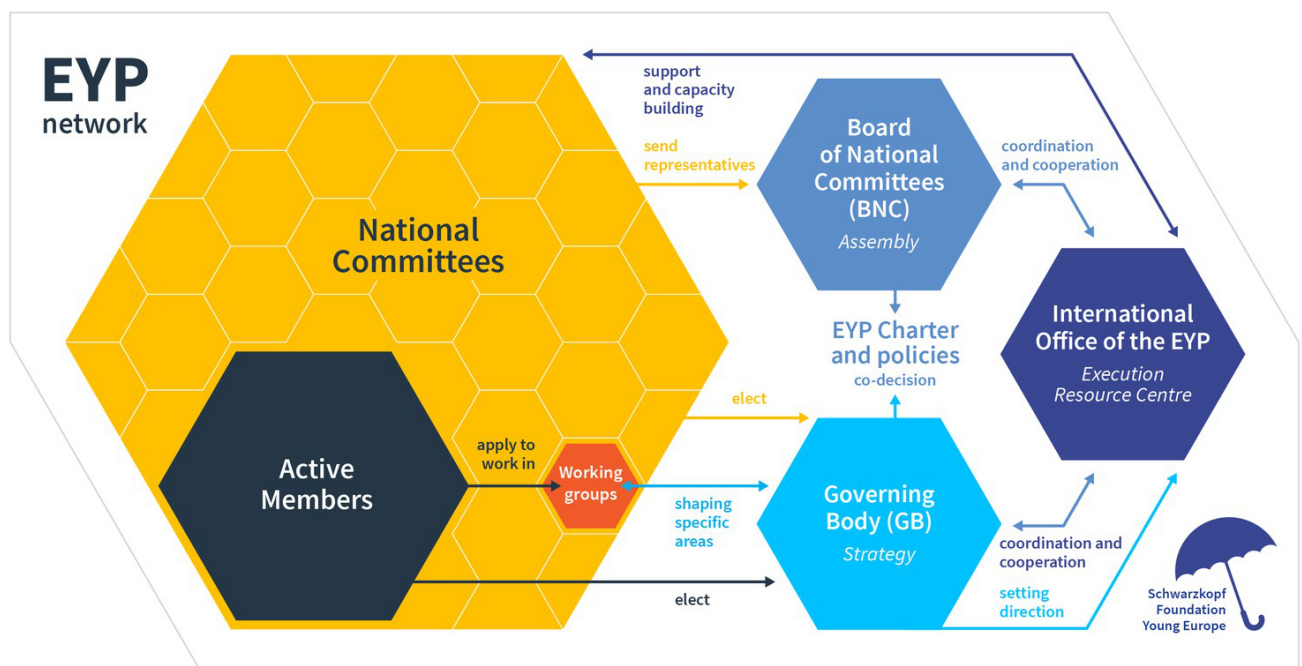 EYP
network
support
and capacity
building
send
representatives
Board
of National
Committees
(BNC)
Assembly
coordination
and cooperation
National
Committees
International
Office of the EYP
Execution
Resource Centre
EYP Charter
and policies
co-decision
elect
apply to
work in
Working
groups
Active
Members
shaping
specific
areas
Governing
Body (GB)
Strategy
coordination and
cooperation
elect
setting
direction
Schwarzkopf
Foundation
Young Europe